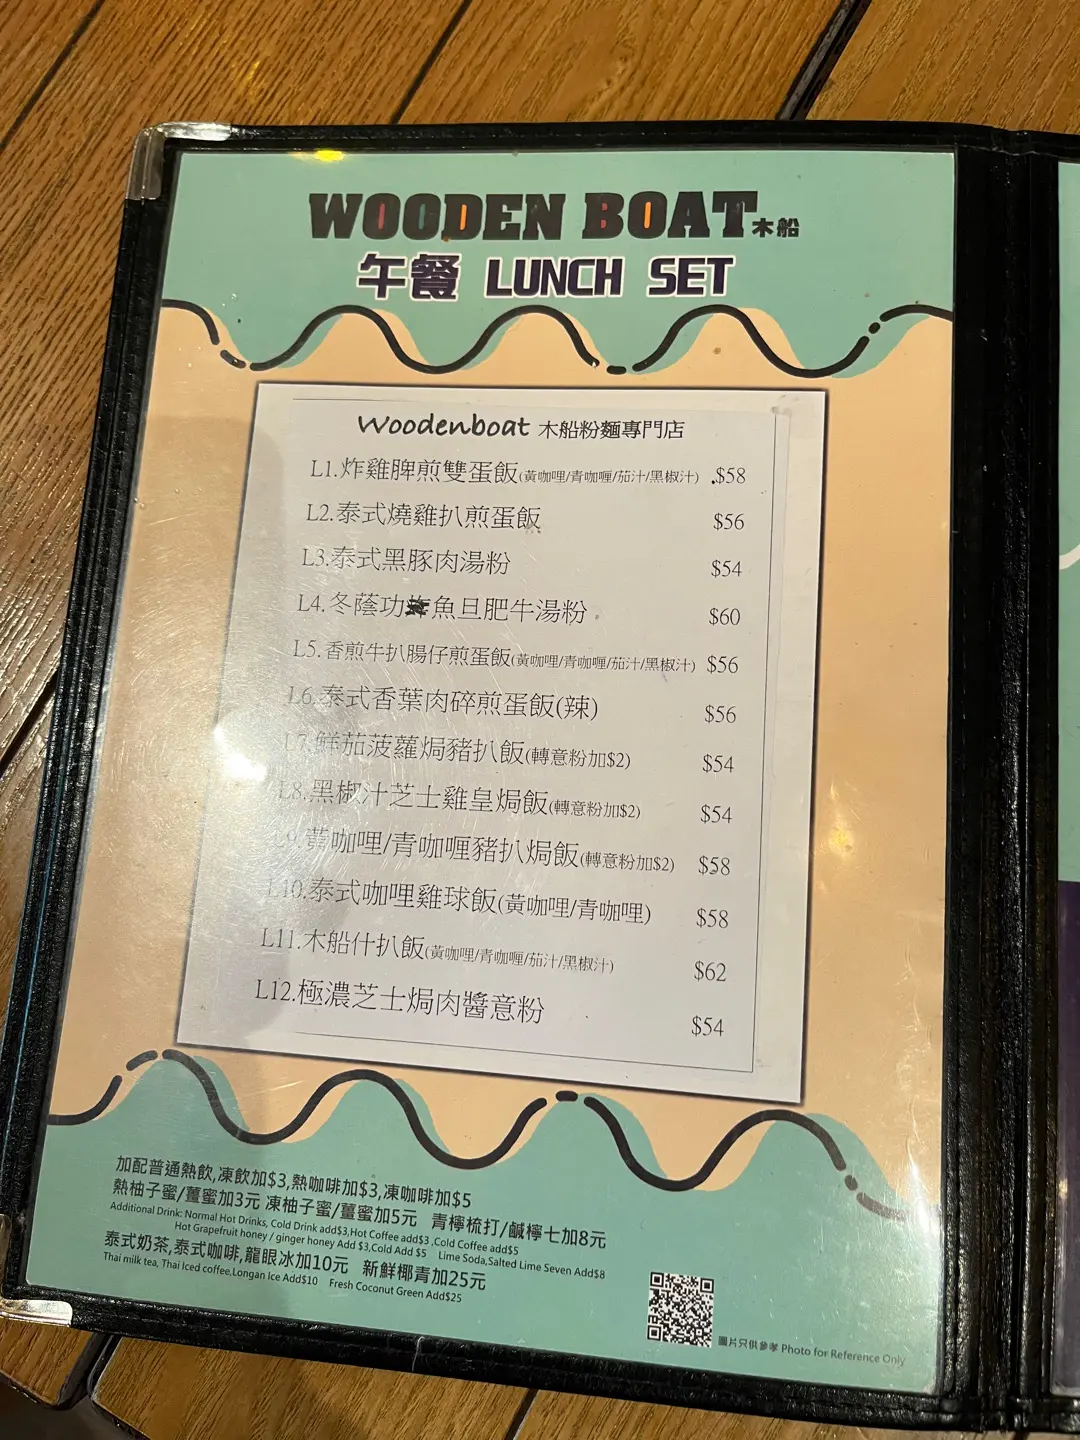 WOODEN BOAT木船
午餐 LUNCH SET
Woodenboat 木船粉麵專門店
L1.炸雞脾煎雙蛋飯(黃咖哩/青咖喱/茄汁/黑椒汁) $58
L2.泰式燒雞扒煎蛋飯 $56
L3.泰式黑豚肉湯粉 $54
L4.冬蔭功魚旦肥牛湯粉 $60
L5.香煎牛扒腸仔煎蛋飯(黃咖哩/青咖喱/茄汁/黑椒汁) $56
L6.泰式香葉肉碎煎蛋飯(辣) $56
L7.鮮茄菠蘿焗豬扒飯(轉意粉加$2) $54
L8.黑椒汁芝士雞皇焗飯(轉意粉加$2) $54
L9.黃咖哩/青咖喱豬扒焗飯(轉意粉加$2) $58
L10.泰式咖哩雞球飯(黃咖哩/青咖哩) $58
L11.木船什扒飯(黃咖哩/青咖喱/茄汁/黑椒汁) $62
L12.極濃芝士焗肉醬意粉 $54
加配普通熱飲,凍飲加$3,熱咖啡加$3,凍咖啡加$5
熱柚子蜜/薑蜜加3元 凍柚子蜜/薑蜜加5元 青檸梳打/鹹檸七加8元
Additional Drink: Normal Hot Drinks, Cold Drink add$3,Hot Coffee add$3 ,Cold Coffee add$5
Hot Grapefruit honey / ginger honey Add $3,Cold Add $5 Lime Soda,Salted Lime Seven Add$8
泰式奶茶,泰式咖啡,龍眼冰加10元 新鮮椰青加25元
Thai milk tea, Thai Iced coffee,Longan Ice Add$10 Fresh Coconut Green Add$25
圖片只供參孝 Photo for Reference Only